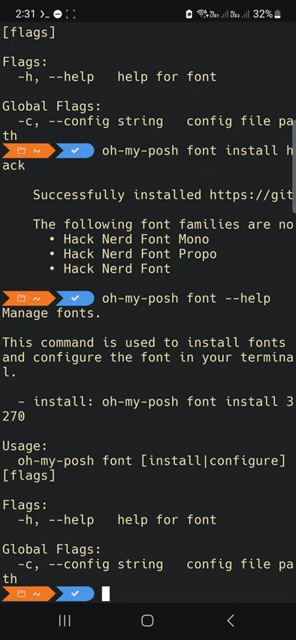 2:31 32%
[flags]
Flags:
-h, --help   help for font
Global Flags:
-c, --config string   config file pa
th
~ oh-my-posh font install h
ack
Successfully installed https://git
The following font families are no
• Hack Nerd Font Mono
• Hack Nerd Font Propo
• Hack Nerd Font
~ oh-my-posh font --help
Manage fonts.
This command is used to install fonts
and configure the font in your termina
l.
- install: oh-my-posh font install 3
270
Usage:
oh-my-posh font [install|configure]
[flags]
Flags:
-h, --help   help for font
Global Flags:
-c, --config string   config file pa
th
~